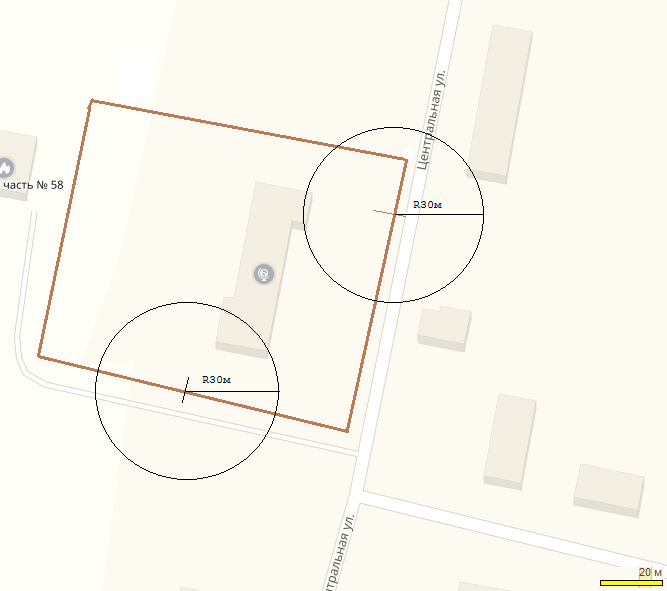 Центральная ул.
часть № 58
R30м
R30м
нтральная ул.
20 м